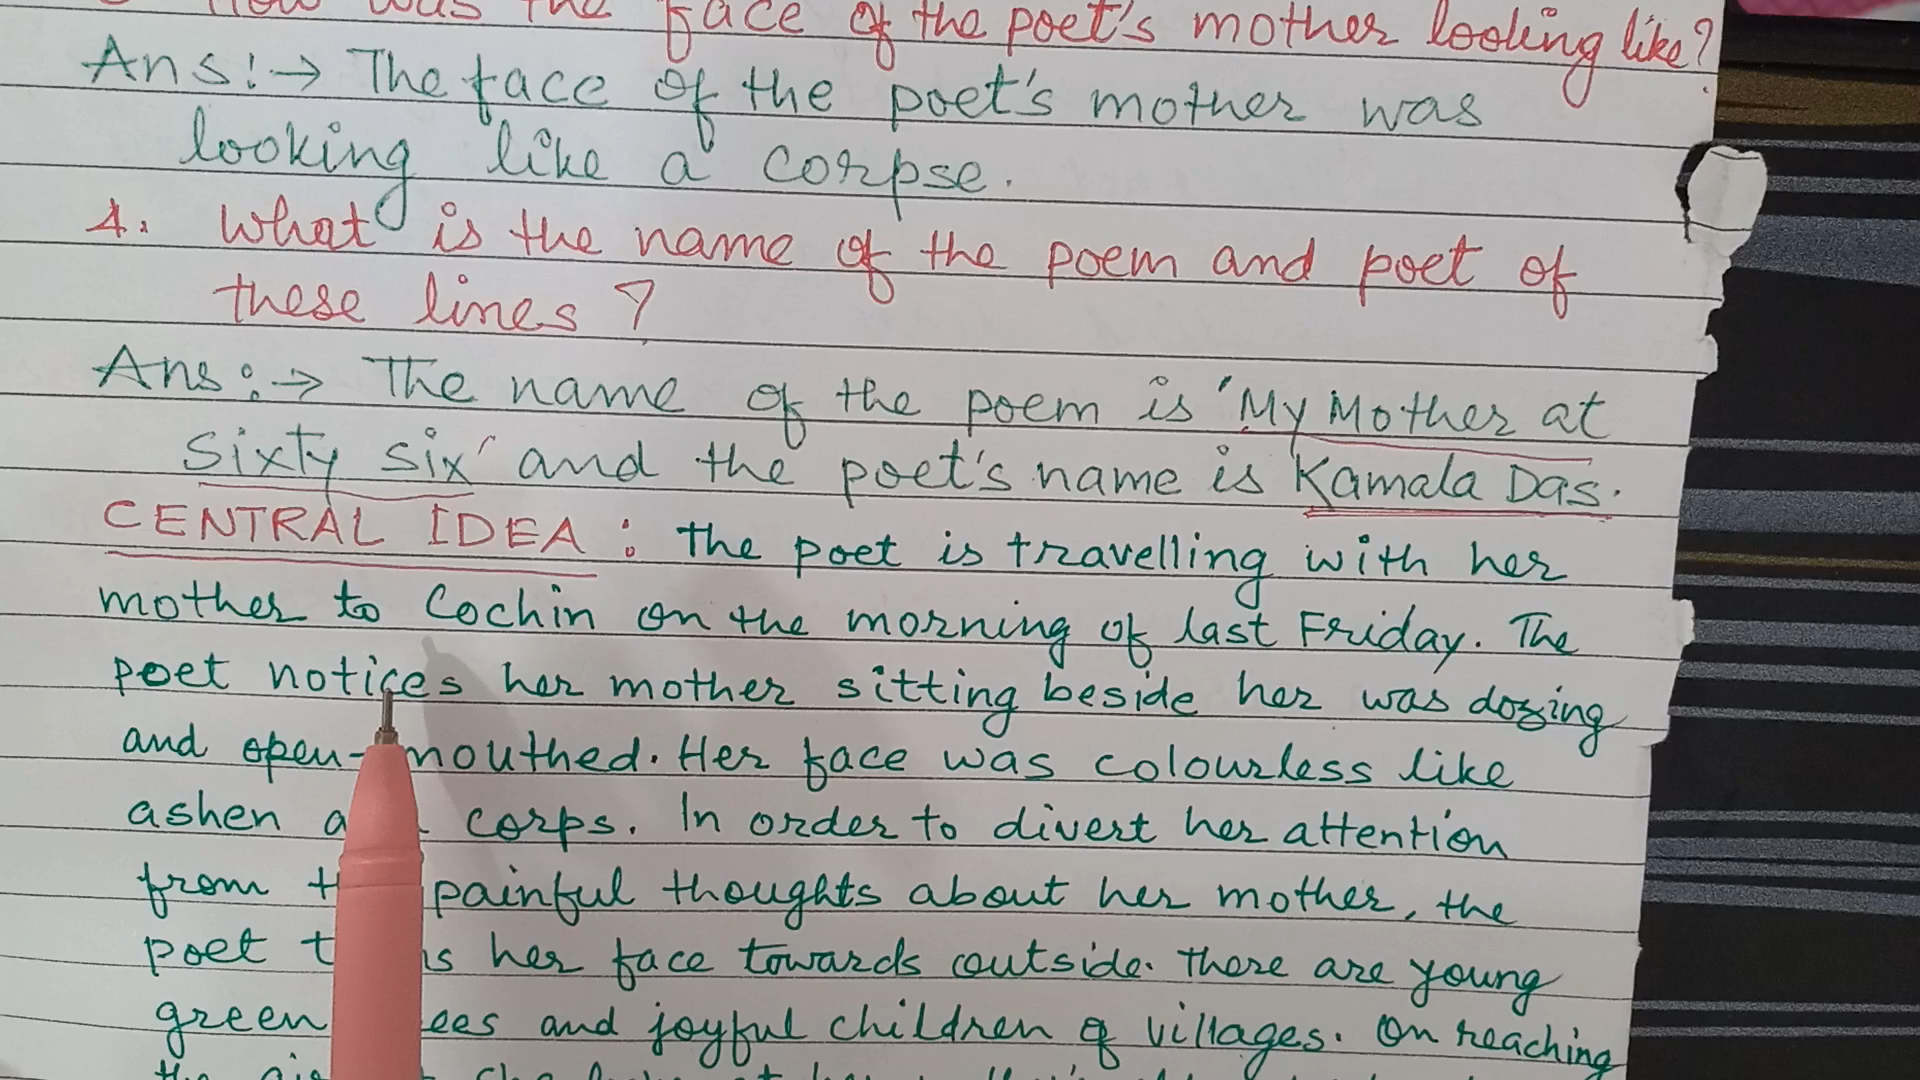 How was the face of the poet's mother looking like?
Ans:→ The face of the poet's mother was
looking like a corpse.
4. What is the name of the poem and poet of
these lines?
Ans:→ The name of the poem is 'My Mother at
Sixty six' and the poet's name is Kamala Das.
CENTRAL IDEA : The poet is travelling with her
mother to Cochin on the morning of last Friday. The
poet notices her mother sitting beside her was dozing
and open-mouthed. Her face was colourless like
ashen corps. In order to divert her attention
from painful thoughts about her mother, the
poet her face towards outside. There are young
green and joyful children of villages. On reaching
the